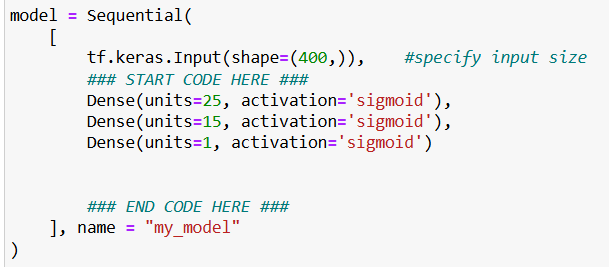 model = Sequential(
    [
        tf.keras.Input(shape=(400,)),    #specify input size
        ### START CODE HERE ###
        Dense(units=25, activation='sigmoid'),
        Dense(units=15, activation='sigmoid'),
        Dense(units=1, activation='sigmoid')
        ### END CODE HERE ###
    ], name = "my_model"
)